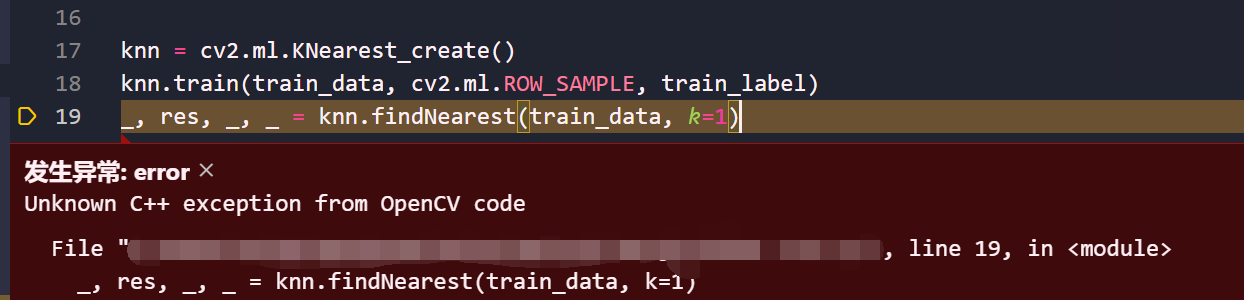 16
17 knn = cv2.ml.KNearest_create()
18 knn.train(train_data, cv2.ml.ROW_SAMPLE, train_label)
19 _, res, _, _ = knn.findNearest(train_data, k=1)
发生异常: error ×
Unknown C++ exception from OpenCV code
File " , line 19, in <module>
_, res, _, _ = knn.findNearest(train_data, k=1)